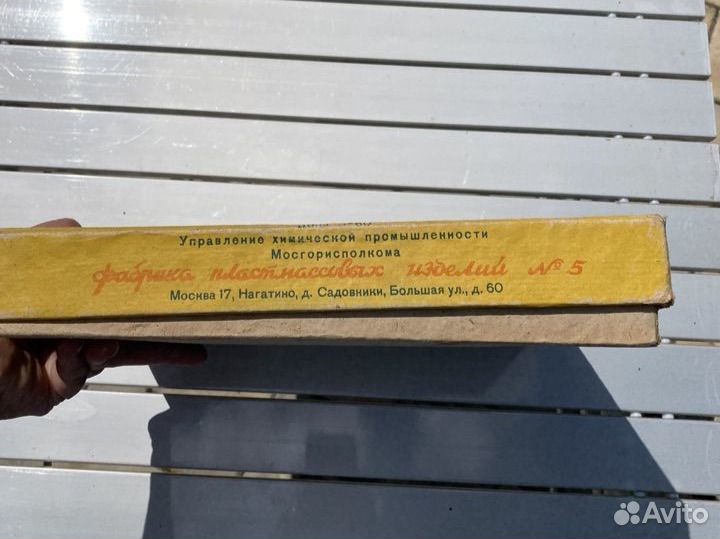 Управление химической промышленности
Мосгорисполкома
фабрика пластмассовых изделий № 5
Москва 17, Нагатино, д. Садовники, Большая ул., д. 60
Avito